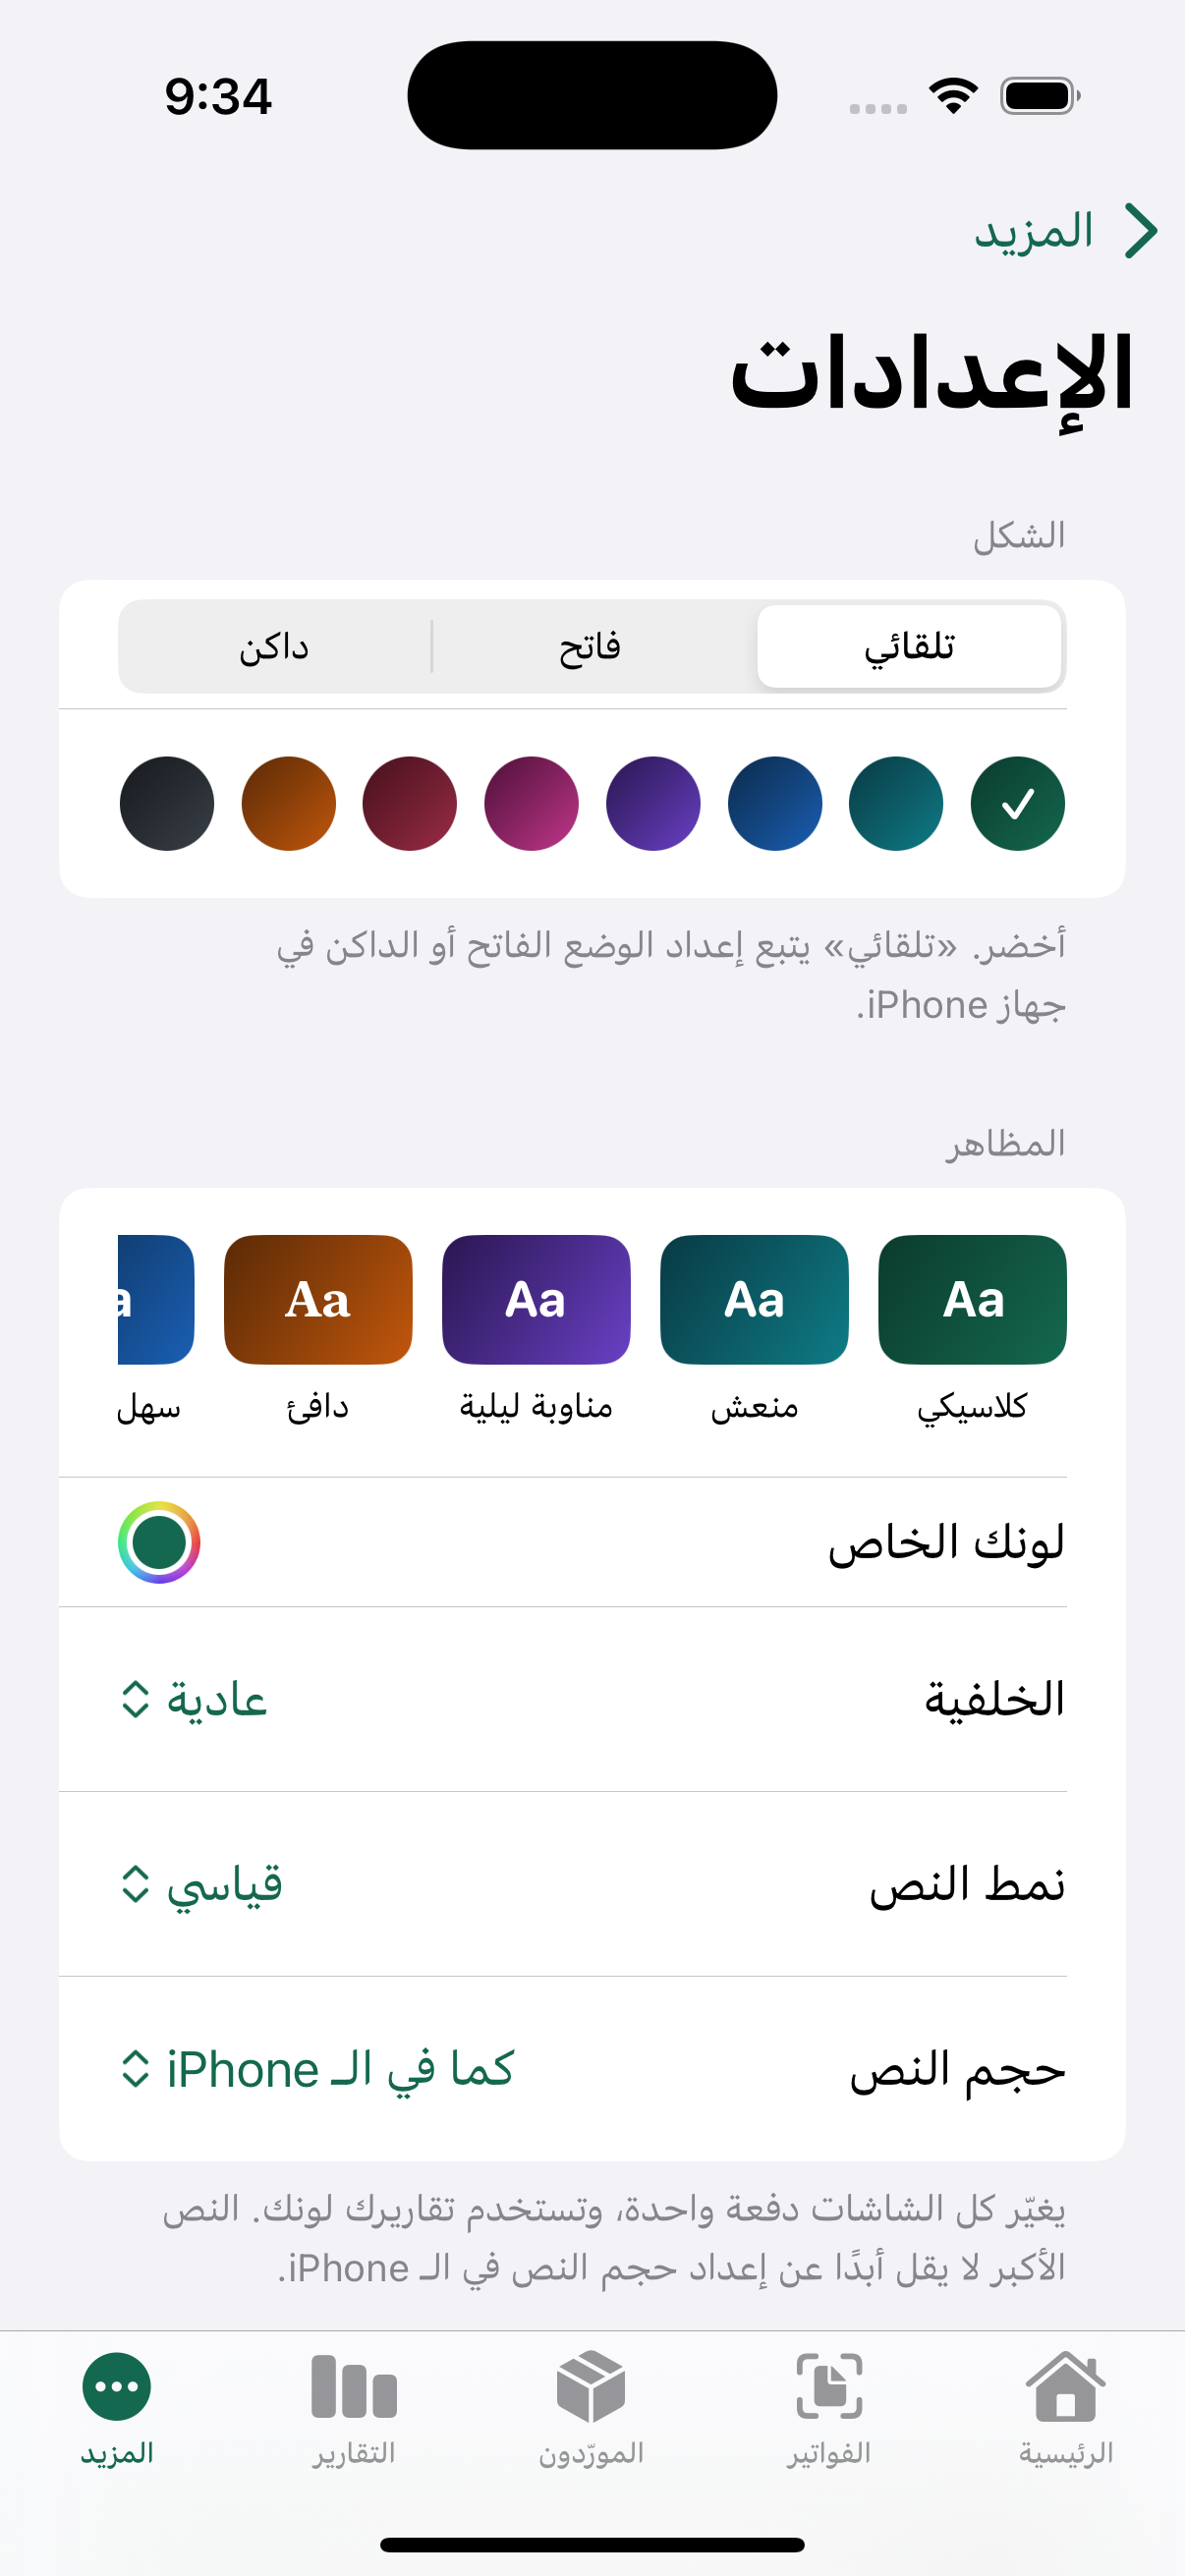 9:34
المزيد
الإعدادات
الشكل
تلقائي
فاتح
داكن
أخضر. «تلقائي» يتبع إعداد الوضع الفاتح أو الداكن في
جهاز iPhone.
المظاهر
Aa
Aa
Aa
Aa
a
كلاسيكي
منعش
مناوبة ليلية
دافئ
سهل
لونك الخاص
الخلفية
عادية
نمط النص
قياسي
حجم النص
كما في الـ iPhone
يغيّر كل الشاشات دفعة واحدة، وتستخدم تقاريرك لونك. النص
الأكبر لا يقل أبدًا عن إعداد حجم النص في الـ iPhone.
الرئيسية
الفواتير
المورّدون
التقارير
المزيد